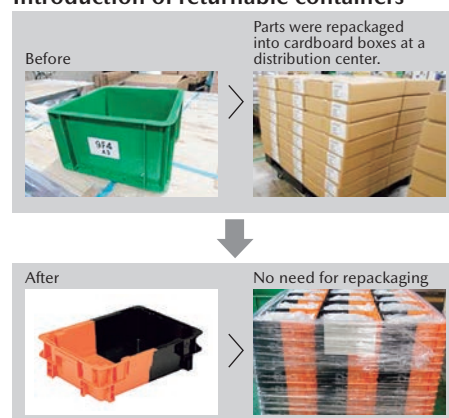 Introduction of returnable containers
Before
Parts were repackaged
into cardboard boxes at a
distribution center.
After
No need for repackaging